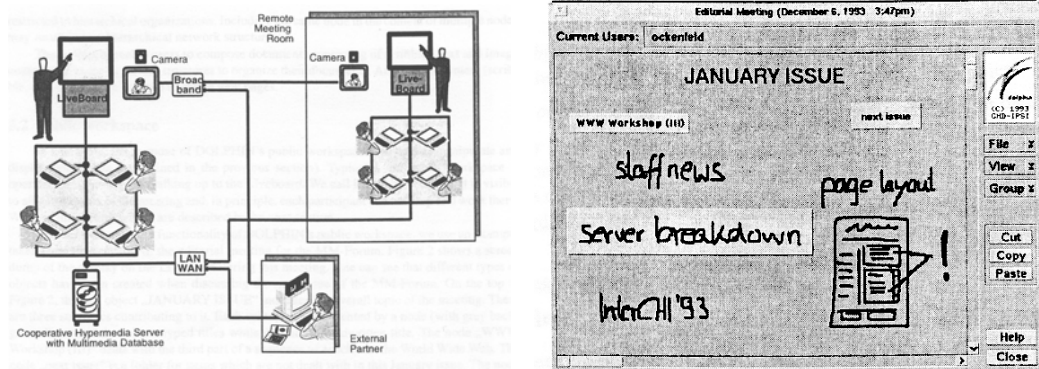 Remote
Meeting
Room
Camera
Camera
LiveBoard
Broad
band
Live-
Board
LAN
WAN
Cooperative Hypermedia Server
with Multimedia Database
External
Partner
Editorial Meeting (December 6, 1993 3:47pm)
Current Users: ockenfeld
JANUARY ISSUE
WWW Workshop (III)
next issue
staff news
page layout
server breakdown
!
InterCHI '93
dolphin
(C) 1993
GMD-IPSI
File
View
Group
Cut
Copy
Paste
Help
Close